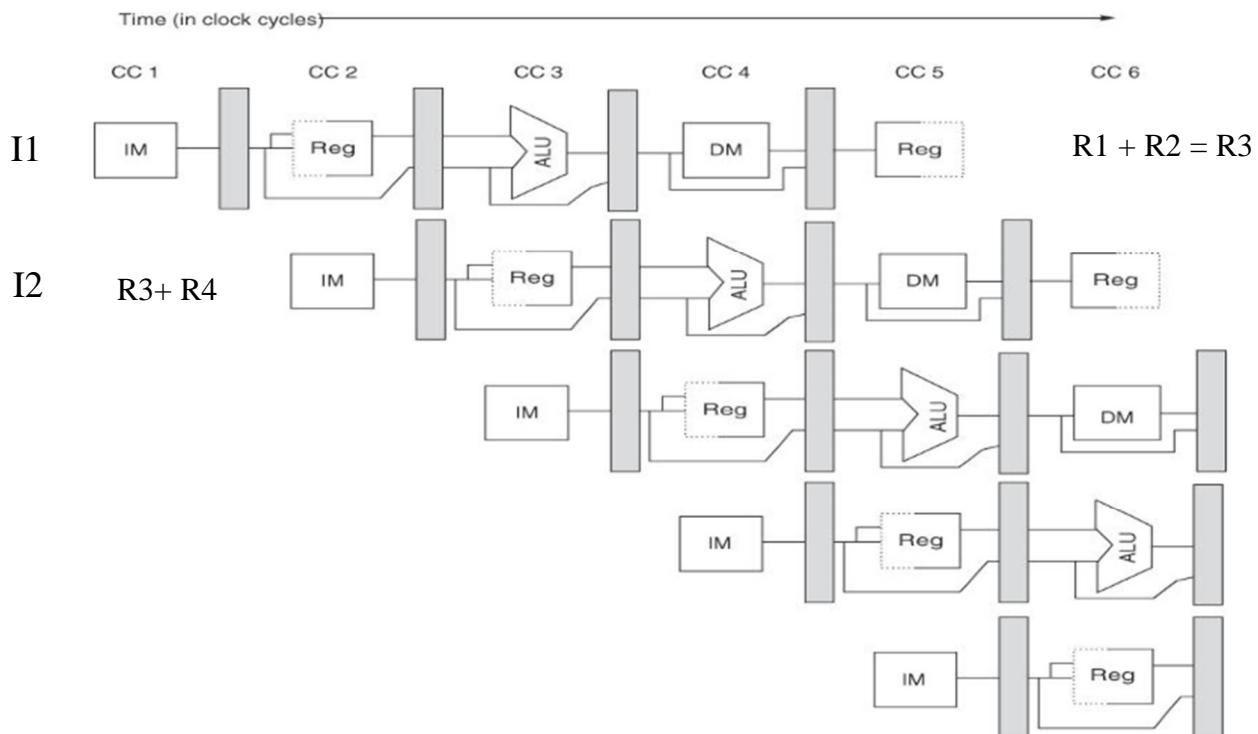 Time (in clock cycles)
CC 1 CC 2 CC 3 CC 4 CC 5 CC 6
I1 IM Reg ALU DM Reg R1 + R2 = R3
I2 R3+ R4 IM Reg ALU DM Reg
IM Reg ALU DM
IM Reg ALU
IM Reg